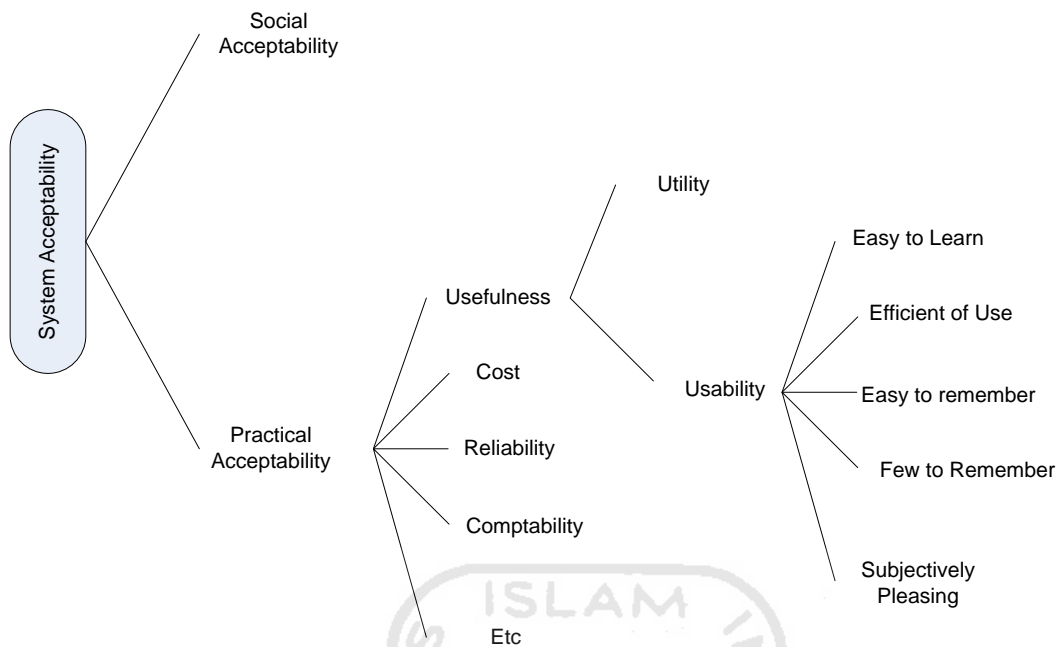 Social
Acceptability
System Acceptability
Utility
Easy to Learn
Usefulness
Efficient of Use
Cost
Usability
Easy to remember
Practical
Acceptability
Reliability
Few to Remember
Comptability
Subjectively
Pleasing
ISLAM
Etc